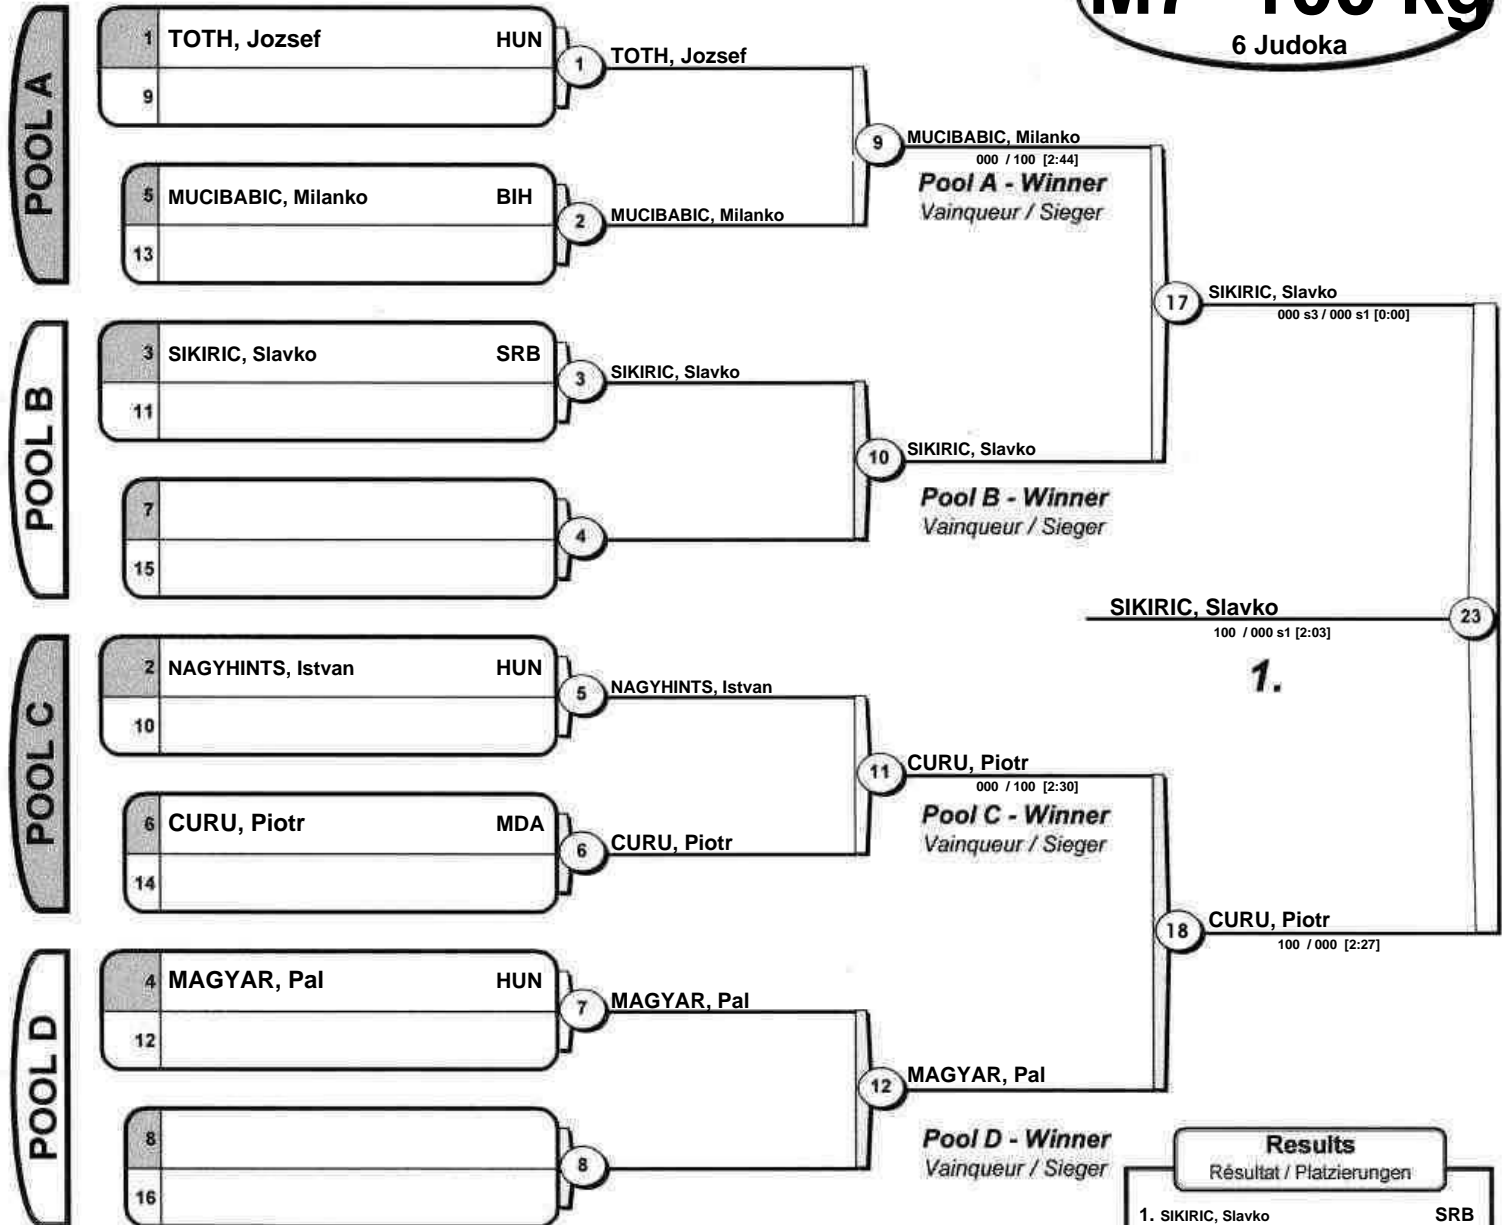 M7 -100 kg
6 Judoka
POOL A
1 TOTH, Jozsef HUN
9
5 MUCIBABIC, Milanko BIH
13
1 TOTH, Jozsef
2 MUCIBABIC, Milanko
9 MUCIBABIC, Milanko
000 / 100 [2:44]
Pool A - Winner
Vainqueur / Sieger
POOL B
3 SIKIRIC, Slavko SRB
11
7
15
3 SIKIRIC, Slavko
4
10 SIKIRIC, Slavko
Pool B - Winner
Vainqueur / Sieger
17 SIKIRIC, Slavko
000 s3 / 000 s1 [0:00]
SIKIRIC, Slavko 23
100 / 000 s1 [2:03]
1.
POOL C
2 NAGYHINTS, Istvan HUN
10
6 CURU, Piotr MDA
14
5 NAGYHINTS, Istvan
6 CURU, Piotr
11 CURU, Piotr
000 / 100 [2:30]
Pool C - Winner
Vainqueur / Sieger
18 CURU, Piotr
100 / 000 [2:27]
POOL D
4 MAGYAR, Pal HUN
12
8
16
7 MAGYAR, Pal
8
12 MAGYAR, Pal
Pool D - Winner
Vainqueur / Sieger
Results
Résultat / Platzierungen
1. SIKIRIC, Slavko SRB